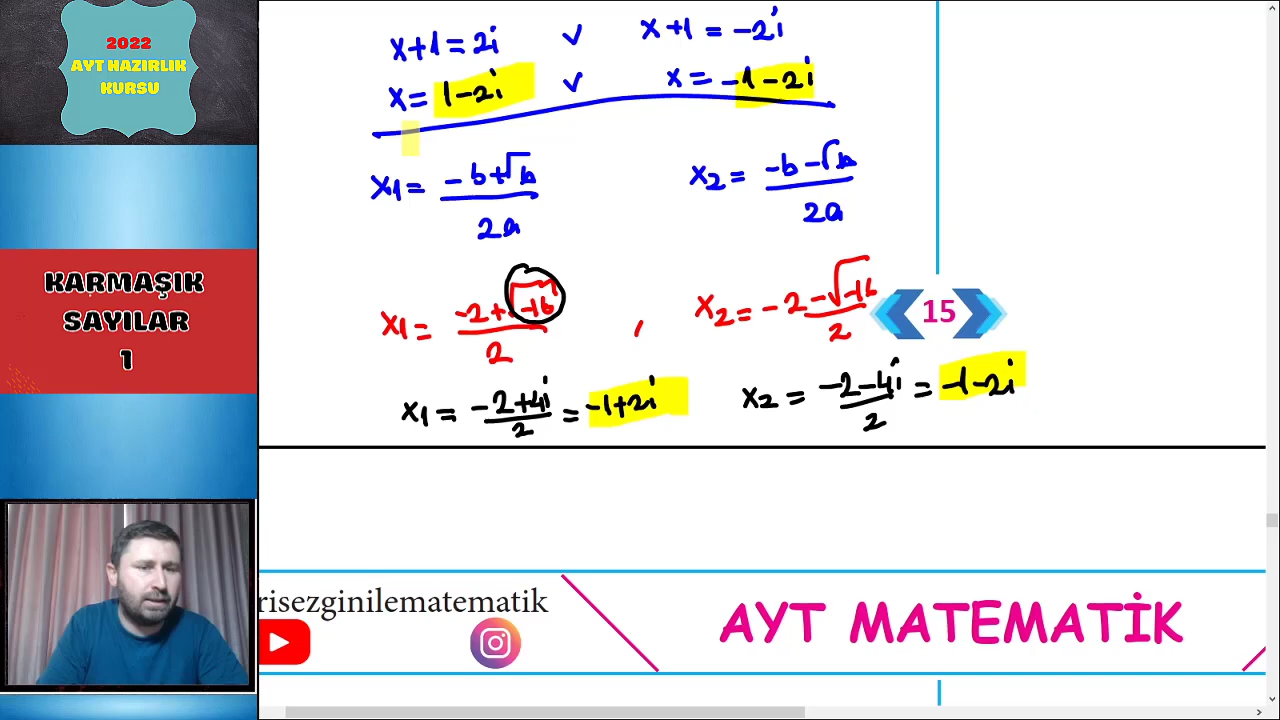 2022
AYT HAZIRLIK
KURSU
KARMAŞIK
SAYILAR
1
x+1=2i v x+1=-2i
x=1-2i v x=-1-2i
x1= -b+√b / 2a x2= -b-√b / 2a
x1= -2+√-16 / 2 , x2= -2-√-16 / 2
15
x1= -2+4i / 2 = -1+2i x2= -2-4i / 2 = -1-2i
risezginilematematik
AYT MATEMATİK